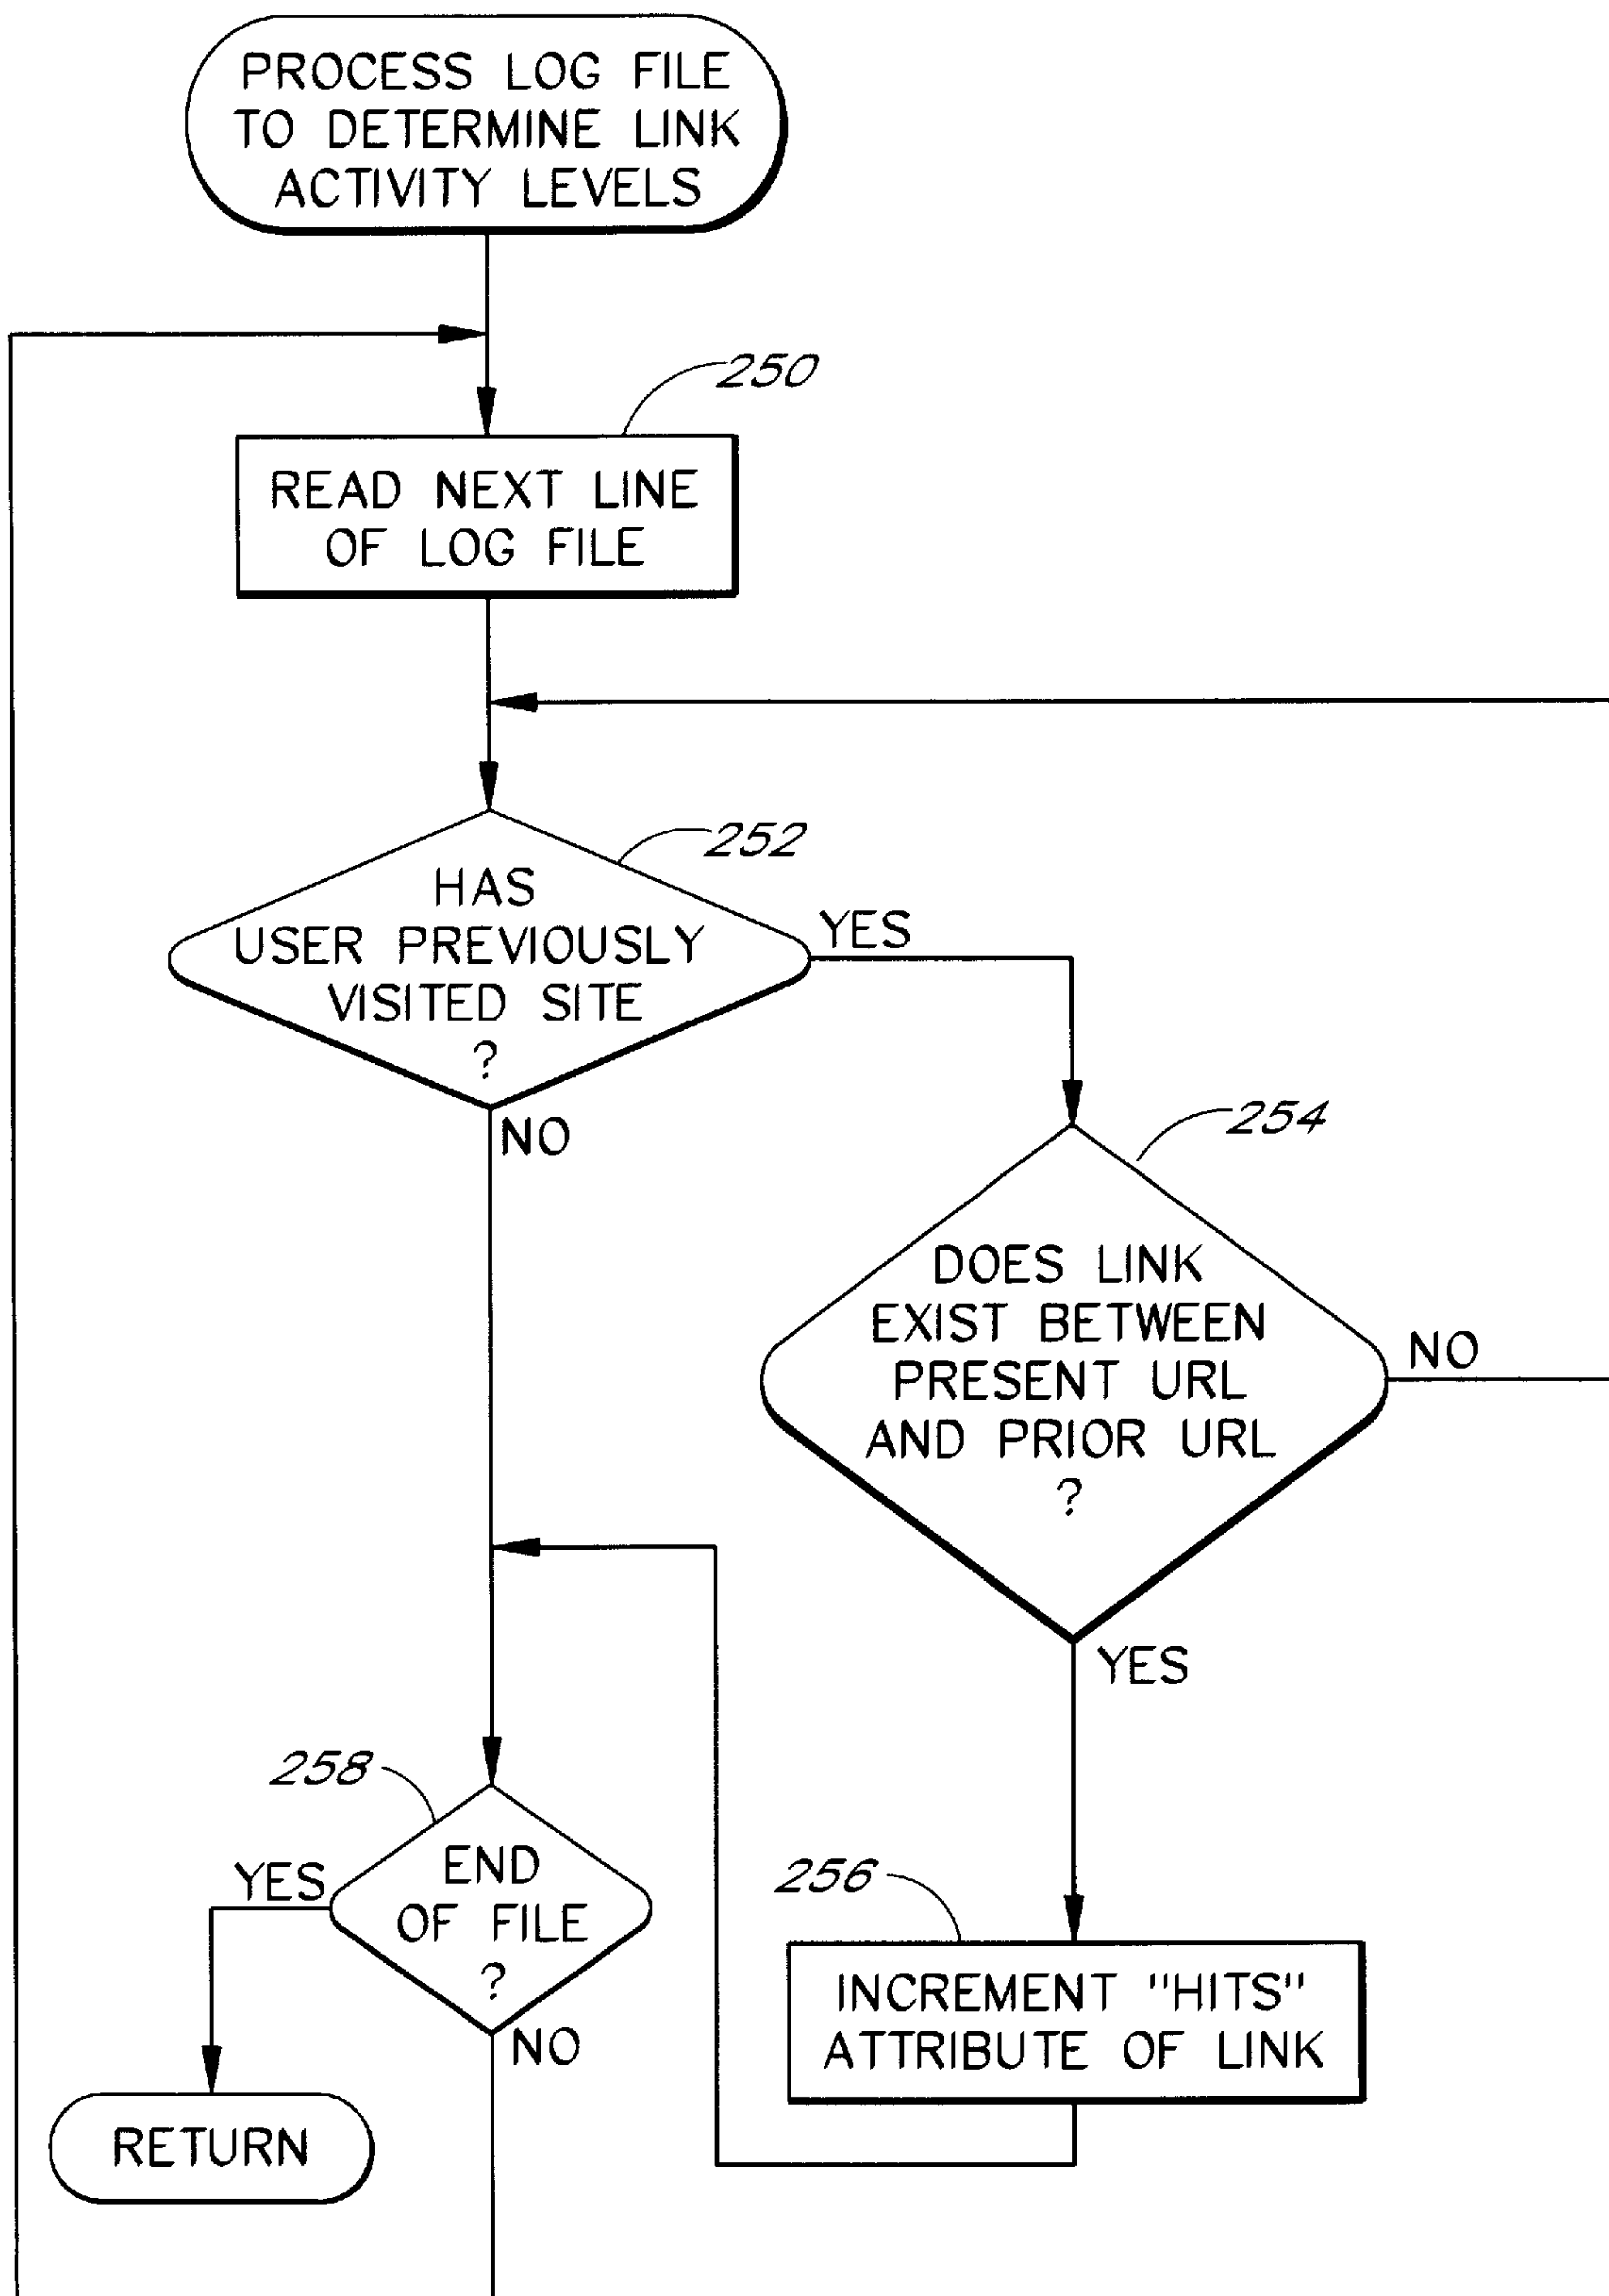 PROCESS LOG FILE
TO DETERMINE LINK
ACTIVITY LEVELS
250
READ NEXT LINE
OF LOG FILE
252
HAS
USER PREVIOUSLY
VISITED SITE
?
YES
NO
254
DOES LINK
EXIST BETWEEN
PRESENT URL
AND PRIOR URL
?
NO
YES
258
END
OF FILE
?
YES
NO
256
INCREMENT "HITS"
ATTRIBUTE OF LINK
RETURN